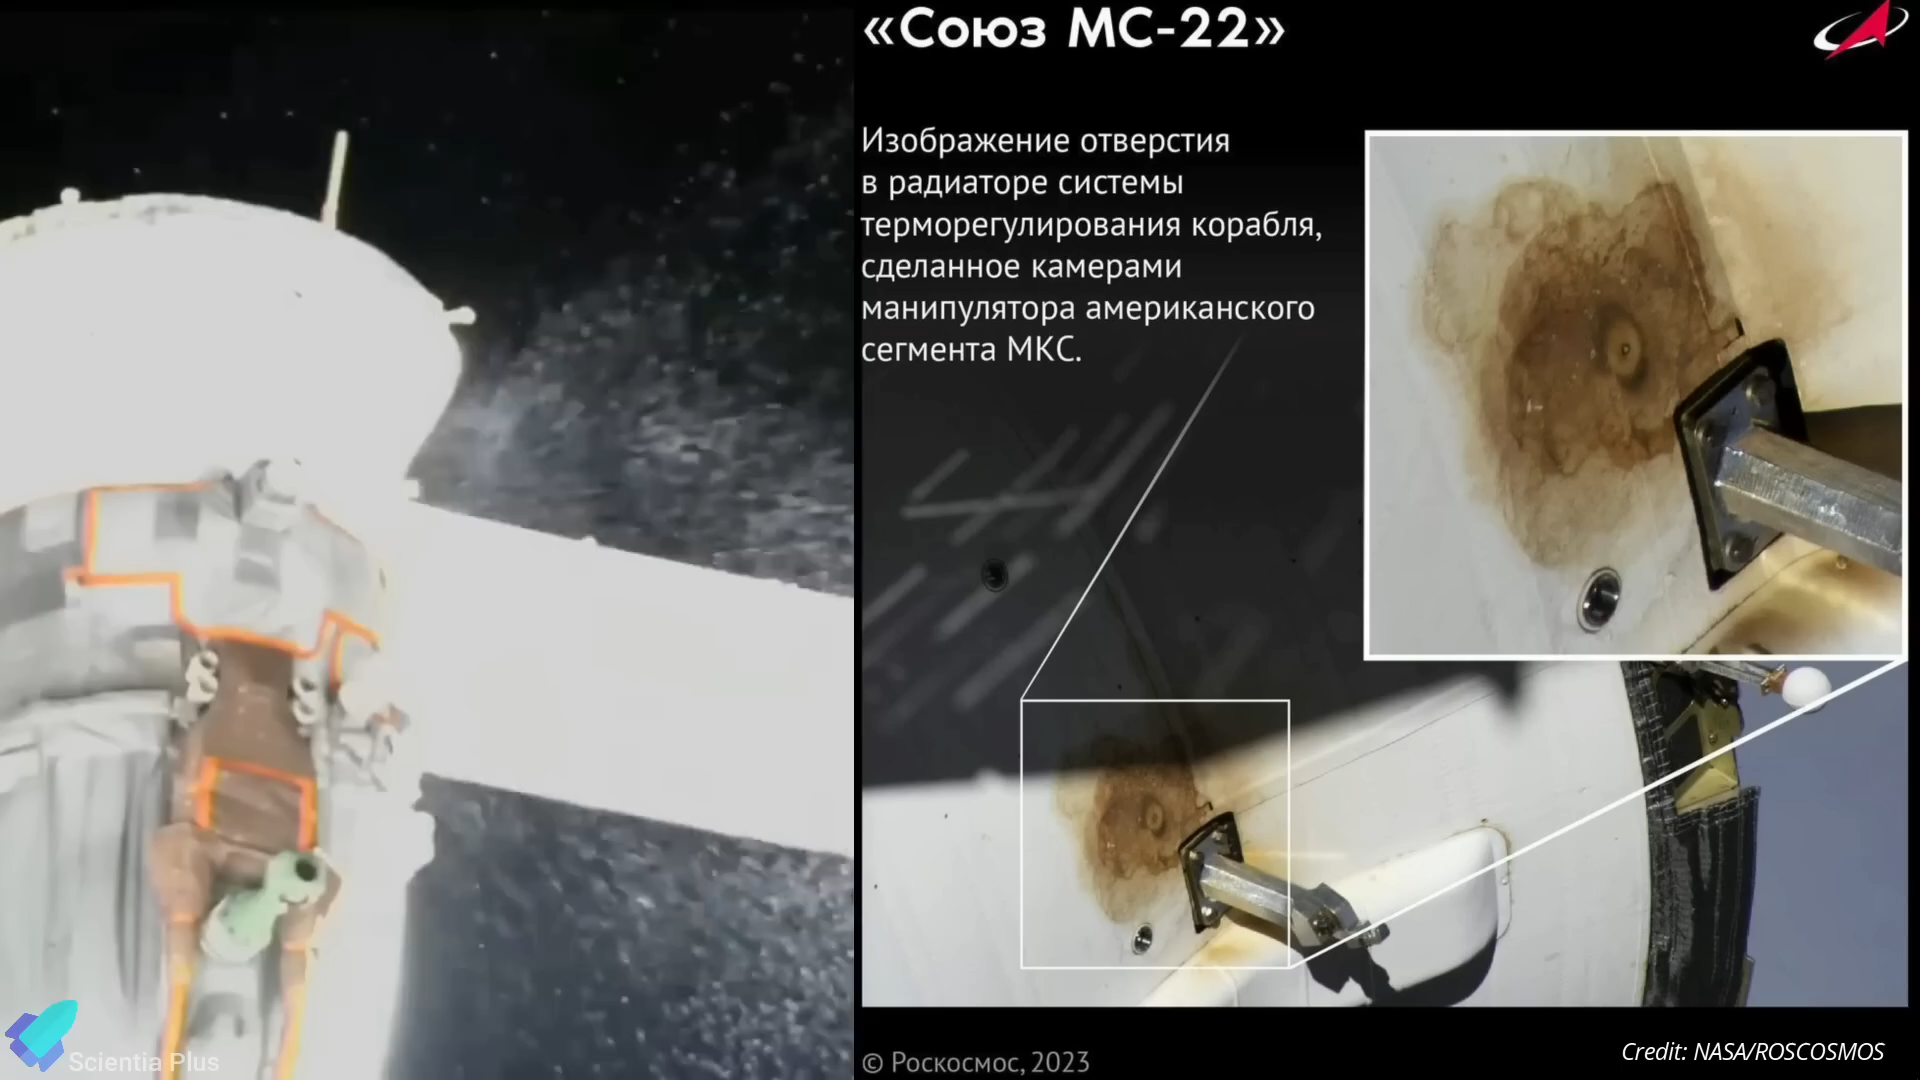 «Союз МС-22»
Изображение отверстия
в радиаторе системы
терморегулирования корабля,
сделанное камерами
манипулятора американского
сегмента МКС.
Scientia Plus
© Роскосмос, 2023
Credit: NASA/ROSCOSMOS